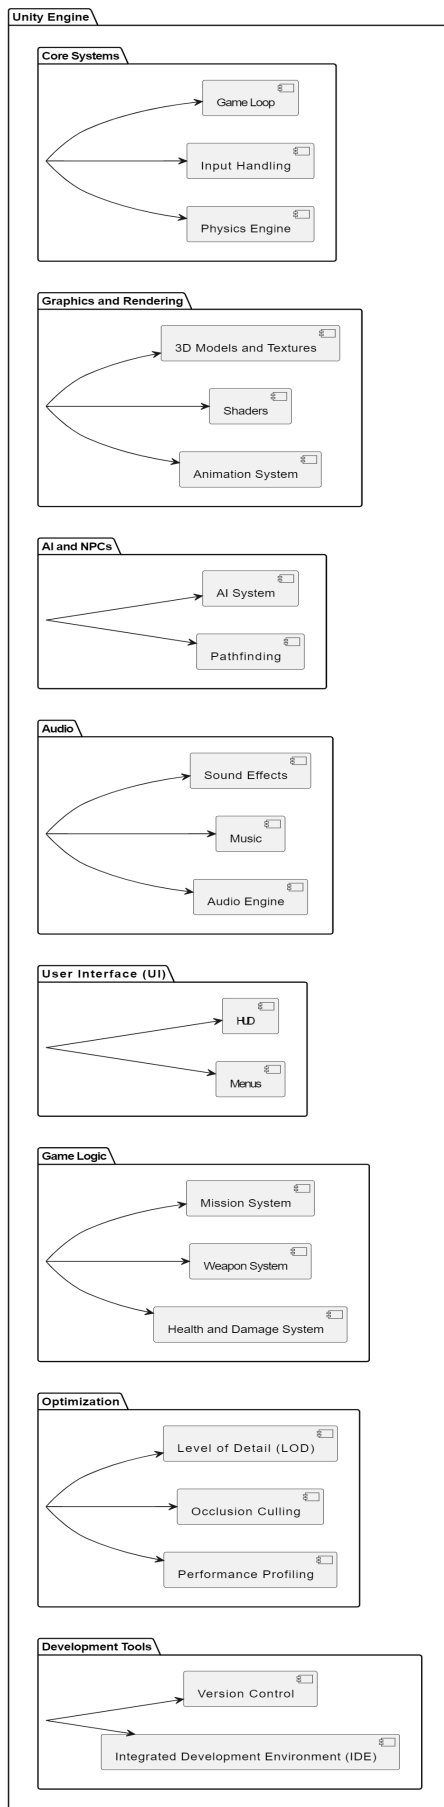 Unity Engine
Core Systems
Game Loop
Input Handling
Physics Engine
Graphics and Rendering
3D Models and Textures
Shaders
Animation System
AI and NPCs
AI System
Pathfinding
Audio
Sound Effects
Music
Audio Engine
User Interface (UI)
HUD
Menus
Game Logic
Mission System
Weapon System
Health and Damage System
Optimization
Level of Detail (LOD)
Occlusion Culling
Performance Profiling
Development Tools
Version Control
Integrated Development Environment (IDE)